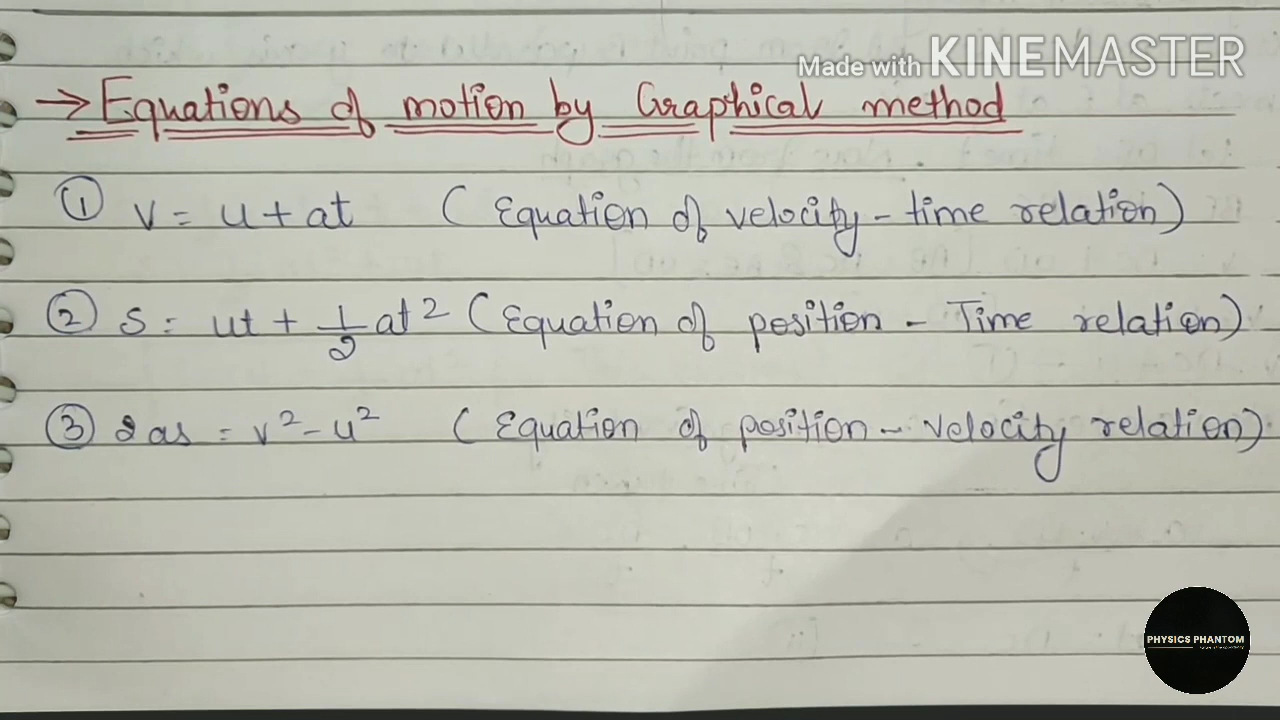 Made with KINEMASTER
→ Equations of motion by Graphical method
① v = u + at ( Equation of velocity - time relation )
② s = ut + 1/2 at² ( Equation of position - Time relation )
③ 2as = v² - u² ( Equation of position - velocity relation )
PHYSICS PHANTOM